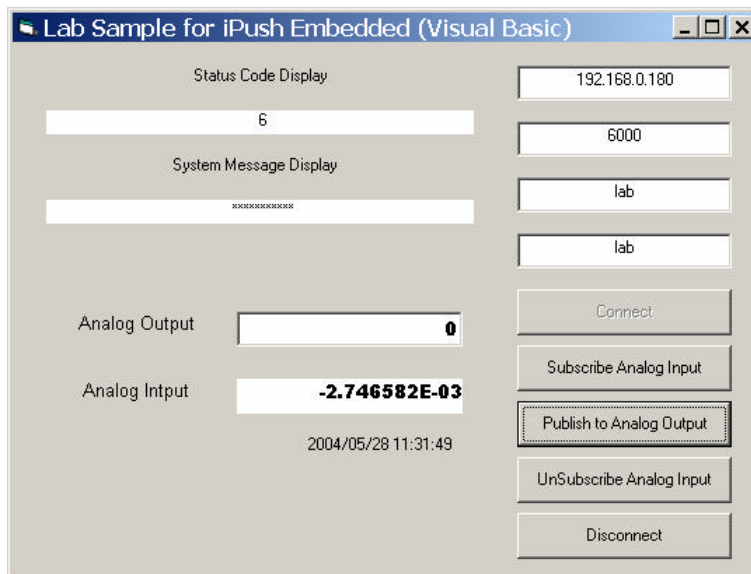 Lab Sample for iPush Embedded (Visual Basic)
Status Code Display
6
System Message Display
***********
192.168.0.180
6000
lab
lab
Analog Output
0
Analog Intput
-2.746582E-03
2004/05/28 11:31:49
Connect
Subscribe Analog Input
Publish to Analog Output
UnSubscribe Analog Input
Disconnect